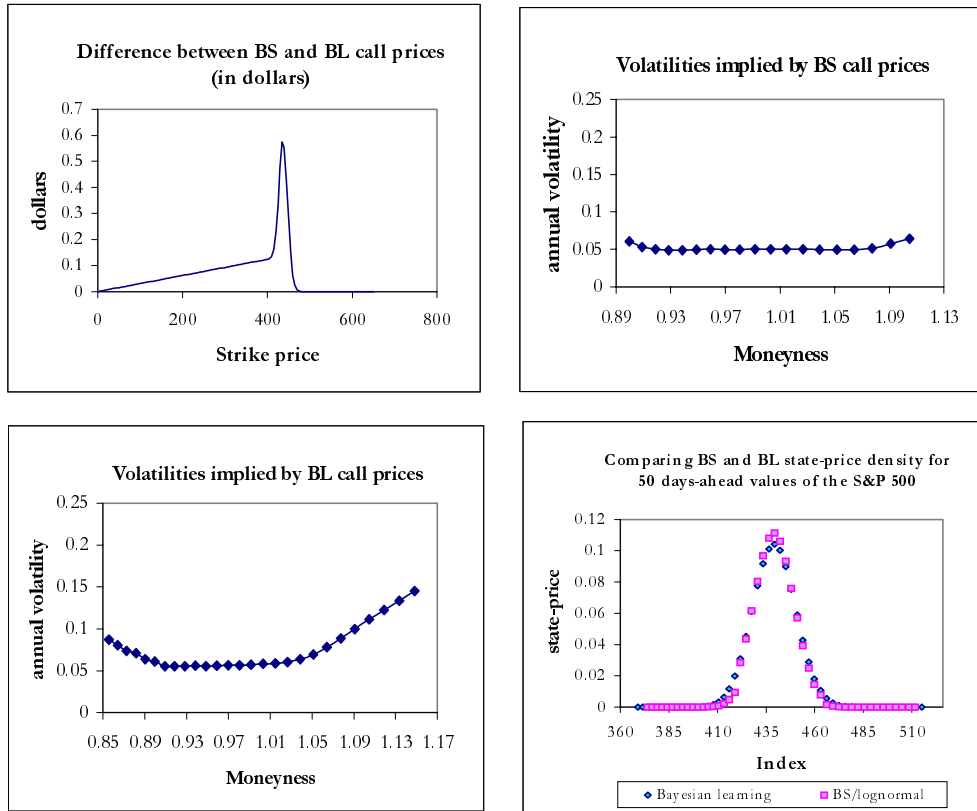 Difference between BS and BL call prices
(in dollars)
0.7
0.6
0.5
0.4
0.3
0.2
0.1
0
dollars
0 200 400 600 800
Strike price
Volatilities implied by BS call prices
0.25
0.2
0.15
0.1
0.05
0
annual volatility
0.89 0.93 0.97 1.01 1.05 1.09 1.13
Moneyness
Volatilities implied by BL call prices
0.25
0.2
0.15
0.1
0.05
0
annual volatility
0.85 0.89 0.93 0.97 1.01 1.05 1.09 1.13 1.17
Moneyness
Comparing BS and BL state-price density for
50 days-ahead values of the S&P 500
0.12
0.1
0.08
0.06
0.04
0.02
0
state-price
360 385 410 435 460 485 510
Index
Bayesian learning BS/lognormal